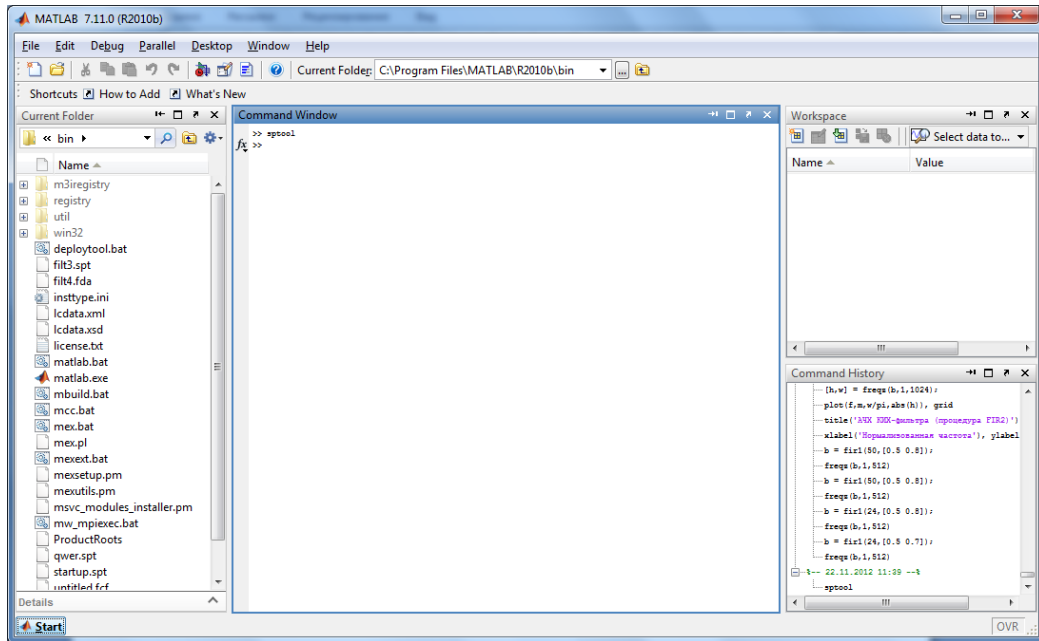 MATLAB 7.11.0 (R2010b)
File Edit Debug Parallel Desktop Window Help
Current Folder: C:\Program Files\MATLAB\R2010b\bin
Shortcuts How to Add What's New
Current Folder
« bin
Name
m3iregistry
registry
util
win32
deploytool.bat
filt3.spt
filt4.fda
insttype.ini
lcdata.xml
lcdata.xsd
license.txt
matlab.bat
matlab.exe
mbuild.bat
mcc.bat
mex.bat
mex.pl
mexext.bat
mexsetup.pm
mexutils.pm
msvc_modules_installer.pm
mw_mpiexec.bat
ProductRoots
qwer.spt
startup.spt
untitled.fcf
Details
Command Window
>> sptool
fx >>
Workspace
Select data to...
Name Value
Command History
[h,w] = freqz(b,1,1024);
plot(f,m,w/pi,abs(h)), grid
title('АЧХ КИХ-фильтра (процедура FIR2)')
xlabel('Нормализованная частота'), ylabel
b = fir1(50,[0.5 0.8]);
freqz(b,1,512)
b = fir1(50,[0.5 0.8]);
freqz(b,1,512)
b = fir1(24,[0.5 0.8]);
freqz(b,1,512)
b = fir1(24,[0.5 0.7]);
freqz(b,1,512)
%-- 22.11.2012 11:39 --%
sptool
Start
OVR